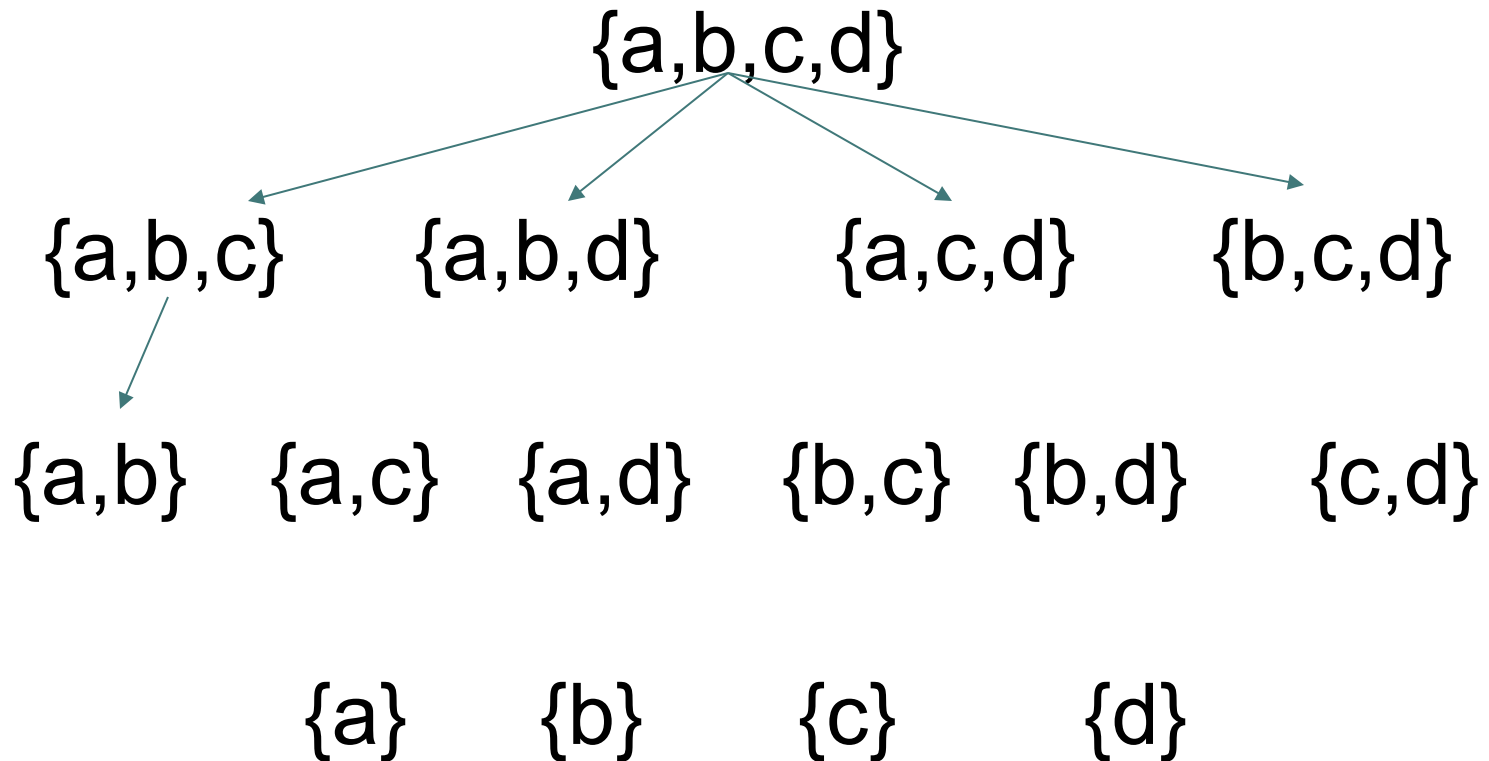 {a,b,c,d}
{a,b,c} {a,b,d} {a,c,d} {b,c,d}
{a,b} {a,c} {a,d} {b,c} {b,d} {c,d}
{a} {b} {c} {d}